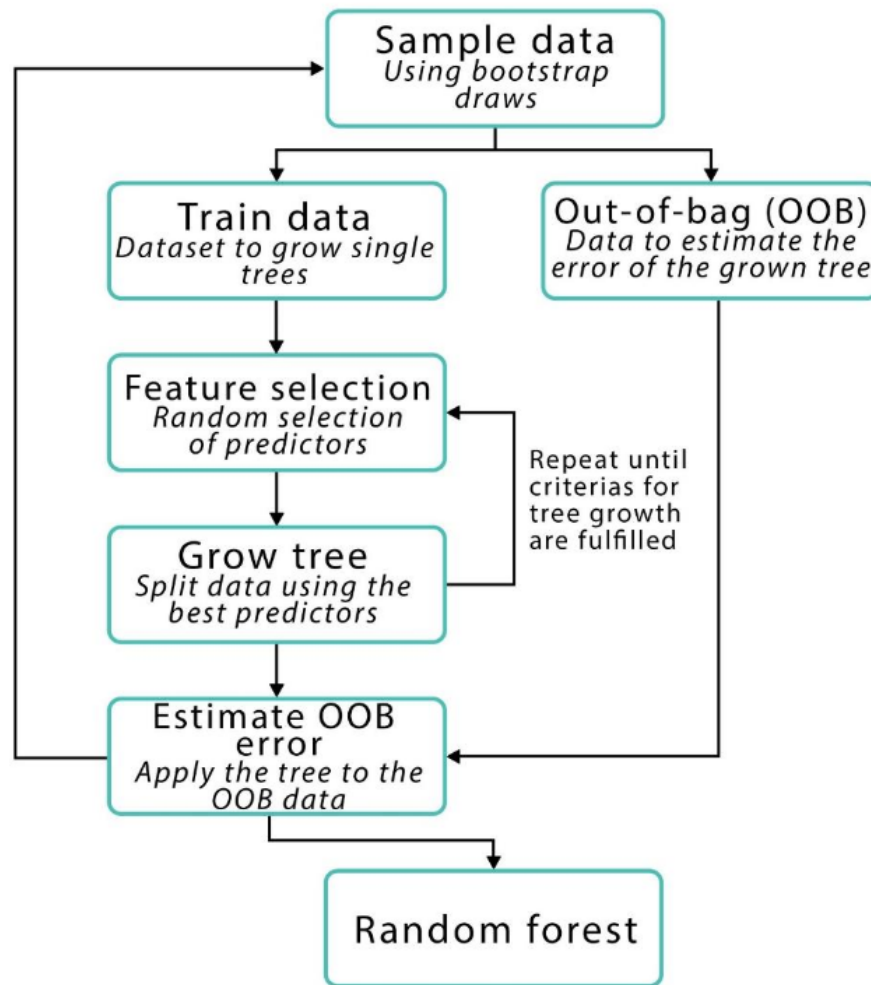 Sample data
Using bootstrap
draws
Train data
Dataset to grow single
trees
Out-of-bag (OOB)
Data to estimate the
error of the grown tree
Feature selection
Random selection
of predictors
Repeat until
criterias for
tree growth
are fulfilled
Grow tree
Split data using the
best predictors
Estimate OOB
error
Apply the tree to the
OOB data
Random forest